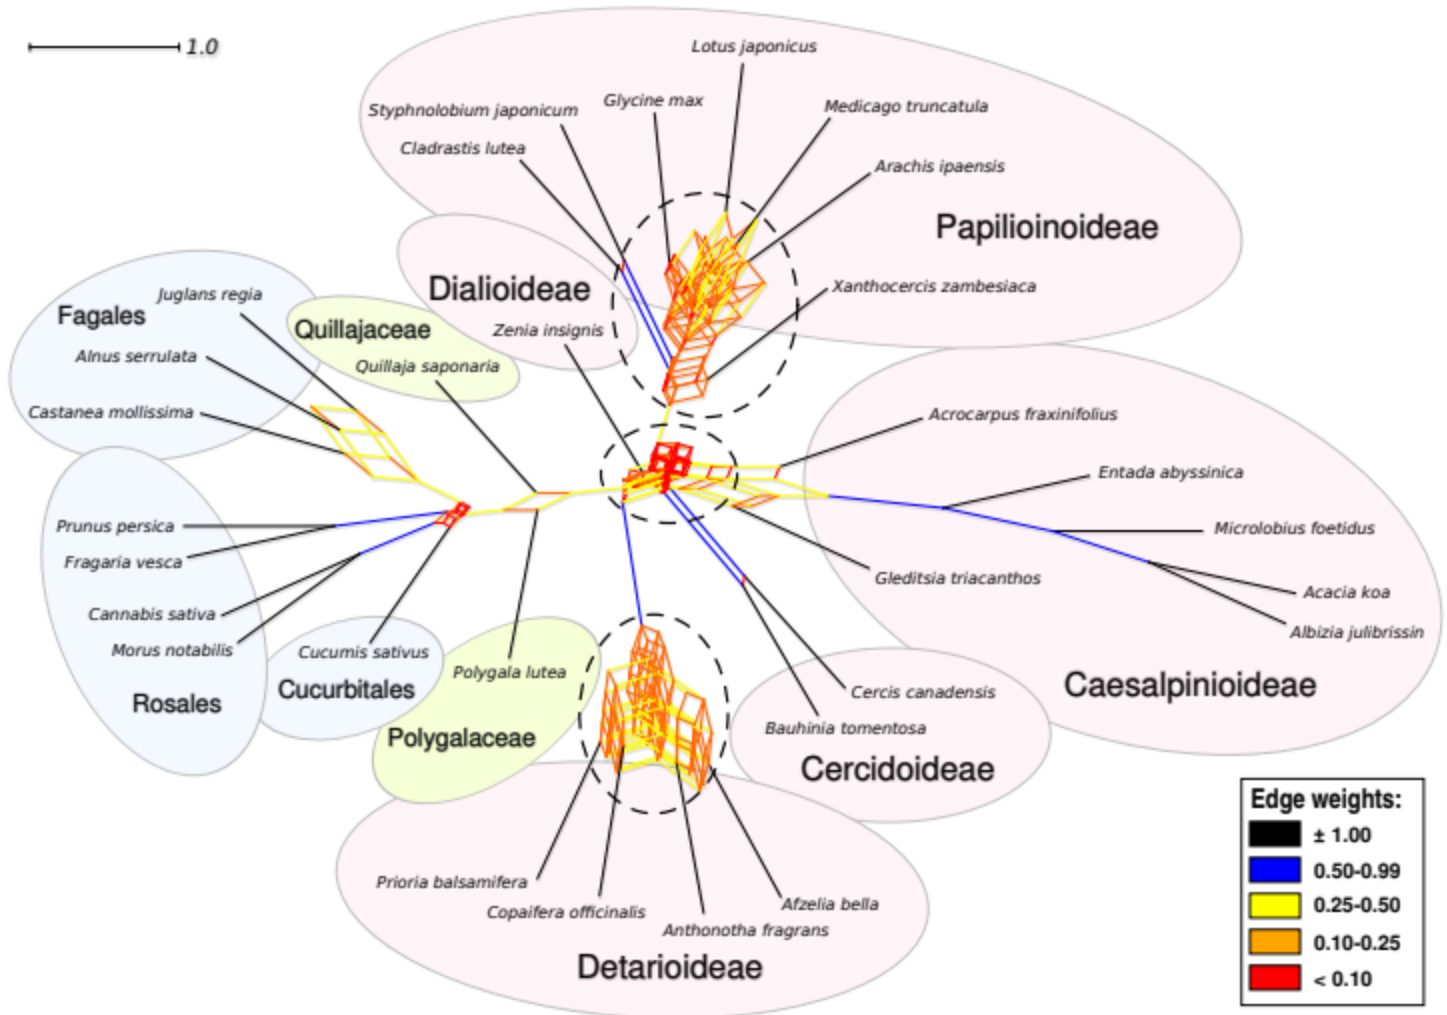 1.0
Lotus japonicus
Glycine max
Styphnolobium japonicum
Medicago truncatula
Cladrastis lutea
Arachis ipaensis
Papilioinoideae
Dialioideae
Xanthocercis zambesiaca
Juglans regia
Fagales
Quillajaceae
Zenia insignis
Alnus serrulata
Quillaja saponaria
Castanea mollissima
Acrocarpus fraxinifolius
Entada abyssinica
Prunus persica
Microlobius foetidus
Fragaria vesca
Gleditsia triacanthos
Acacia koa
Cannabis sativa
Albizia julibrissin
Morus notabilis
Cucumis sativus
Polygala lutea
Cucurbitales
Caesalpinioideae
Cercis canadensis
Rosales
Bauhinia tomentosa
Polygalaceae
Cercidoideae
Edge weights:
± 1.00
0.50-0.99
0.25-0.50
0.10-0.25
< 0.10
Prioria balsamifera
Copaifera officinalis
Afzelia bella
Anthonotha fragrans
Detarioideae